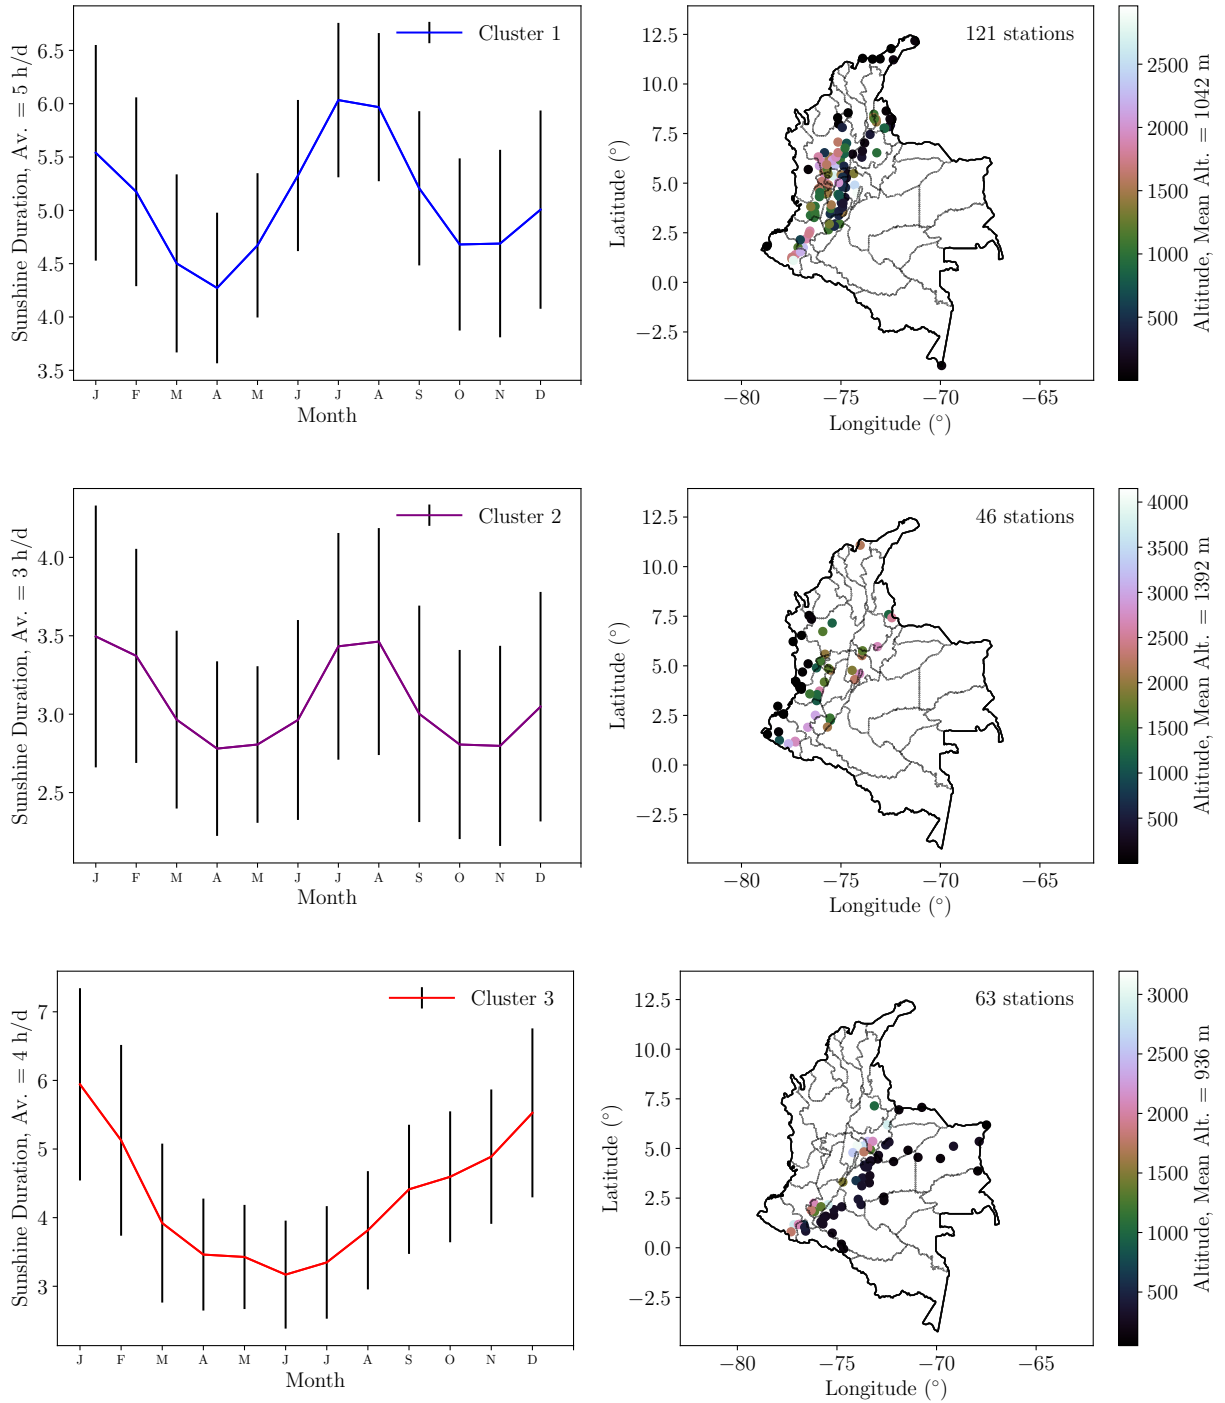 Sunshine Duration, Av. = 5 h/d
6.5
6.0
5.5
5.0
4.5
4.0
3.5
Cluster 1
J F M A M J J A S O N D
Month
Latitude (°)
12.5
10.0
7.5
5.0
2.5
0.0
−2.5
121 stations
−80 −75 −70 −65
Longitude (°)
2500
2000
1500
1000
500
Altitude, Mean Alt. = 1042 m
Sunshine Duration, Av. = 3 h/d
4.0
3.5
3.0
2.5
Cluster 2
J F M A M J J A S O N D
Month
Latitude (°)
12.5
10.0
7.5
5.0
2.5
0.0
−2.5
46 stations
−80 −75 −70 −65
Longitude (°)
4000
3500
3000
2500
2000
1500
1000
500
Altitude, Mean Alt. = 1392 m
Sunshine Duration, Av. = 4 h/d
7
6
5
4
3
Cluster 3
J F M A M J J A S O N D
Month
Latitude (°)
12.5
10.0
7.5
5.0
2.5
0.0
−2.5
63 stations
−80 −75 −70 −65
Longitude (°)
3000
2500
2000
1500
1000
500
Altitude, Mean Alt. = 936 m